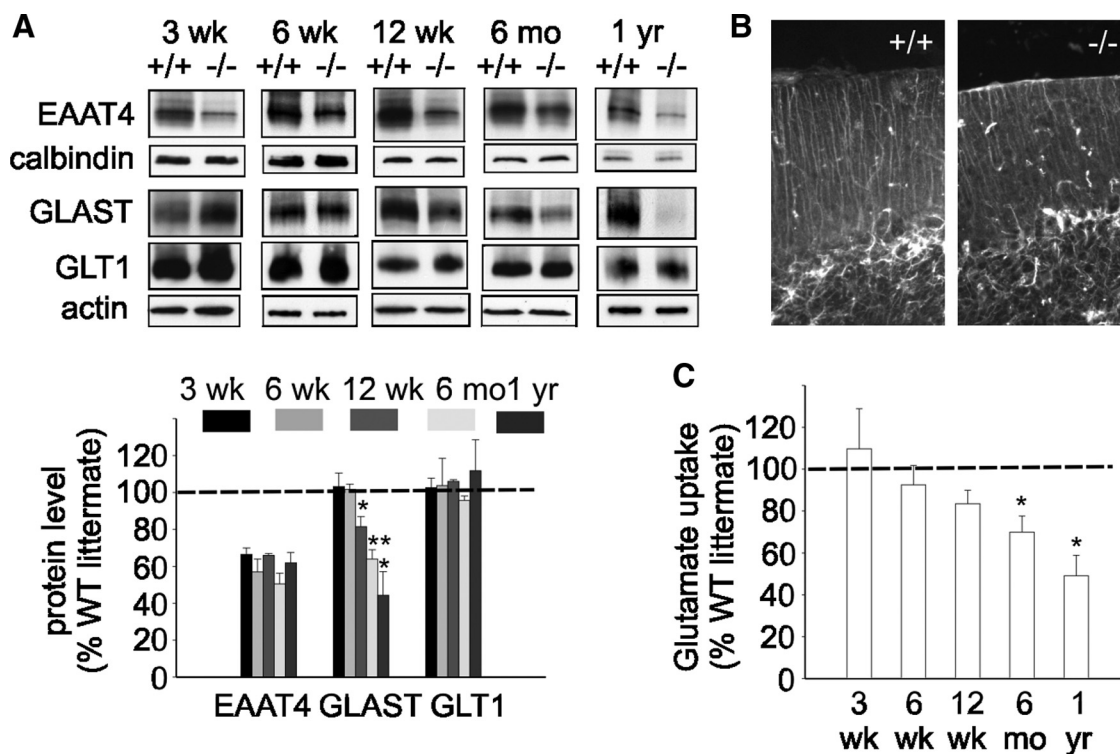 A
3 wk 6 wk 12 wk 6 mo 1 yr
+/+ -/- +/+ -/- +/+ -/- +/+ -/- +/+ -/-
EAAT4
calbindin
GLAST
GLT1
actin
B
+/+ -/-
3 wk 6 wk 12 wk 6 mo 1 yr
protein level
(% WT littermate)
120
100
80
60
40
20
0
* ** *
EAAT4 GLAST GLT1
C
Glutamate uptake
(% WT littermate)
120
100
80
60
40
20
0
* *
3 6 12 6 1
wk wk wk mo yr